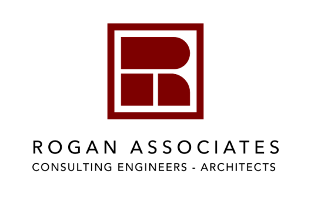 R
ROGAN ASSOCIATES
CONSULTING ENGINEERS - ARCHITECTS